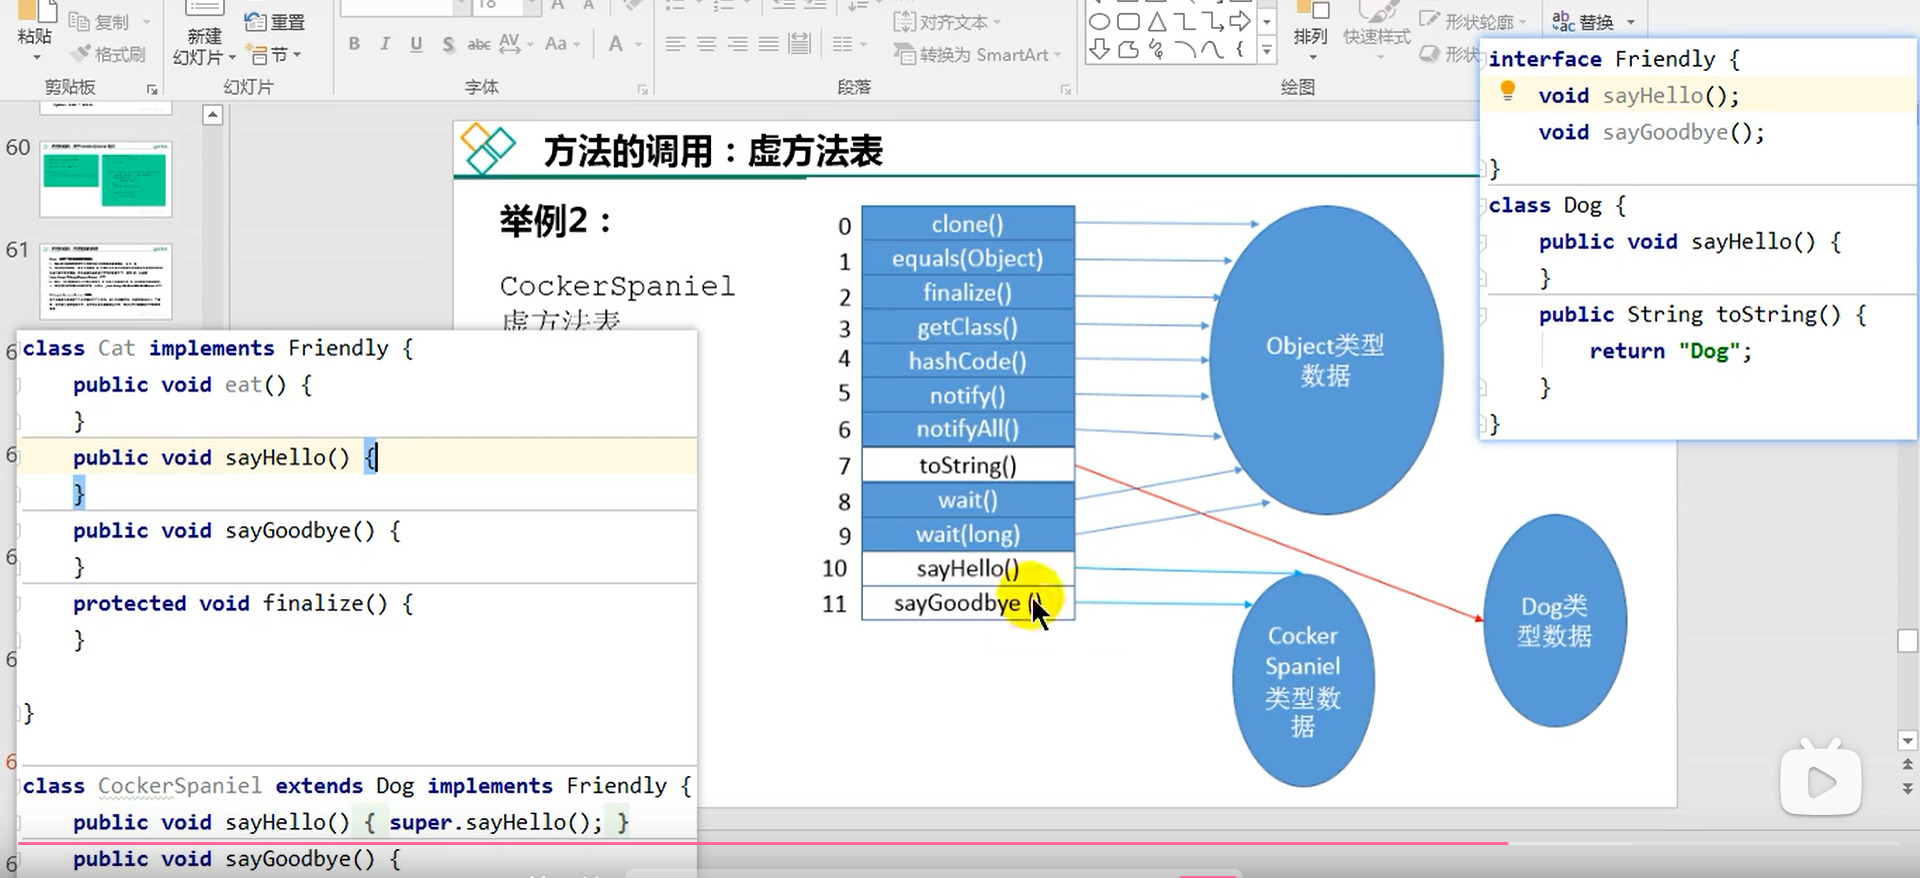 粘贴
复制
格式刷
剪贴板
新建
幻灯片
重置
节
幻灯片
18
A A
B I U S abc AV Aa A
字体
对齐文本
转换为 SmartArt
段落
排列
快速样式
形状轮廓
绘图
替换
60
61
方法的调用：虚方法表
举例2：
CockerSpaniel
虚方法表
0 clone()
1 equals(Object)
2 finalize()
3 getClass()
4 hashCode()
5 notify()
6 notifyAll()
7 toString()
8 wait()
9 wait(long)
10 sayHello()
11 sayGoodbye ()
Object类型
数据
Dog类
型数据
Cocker
Spaniel
类型数
据
interface Friendly {
void sayHello();
void sayGoodbye();
}
class Dog {
public void sayHello() {
}
public String toString() {
return "Dog";
}
}
class Cat implements Friendly {
public void eat() {
}
public void sayHello() {
}
public void sayGoodbye() {
}
protected void finalize() {
}
}
class CockerSpaniel extends Dog implements Friendly {
public void sayHello() { super.sayHello(); }
public void sayGoodbye() {